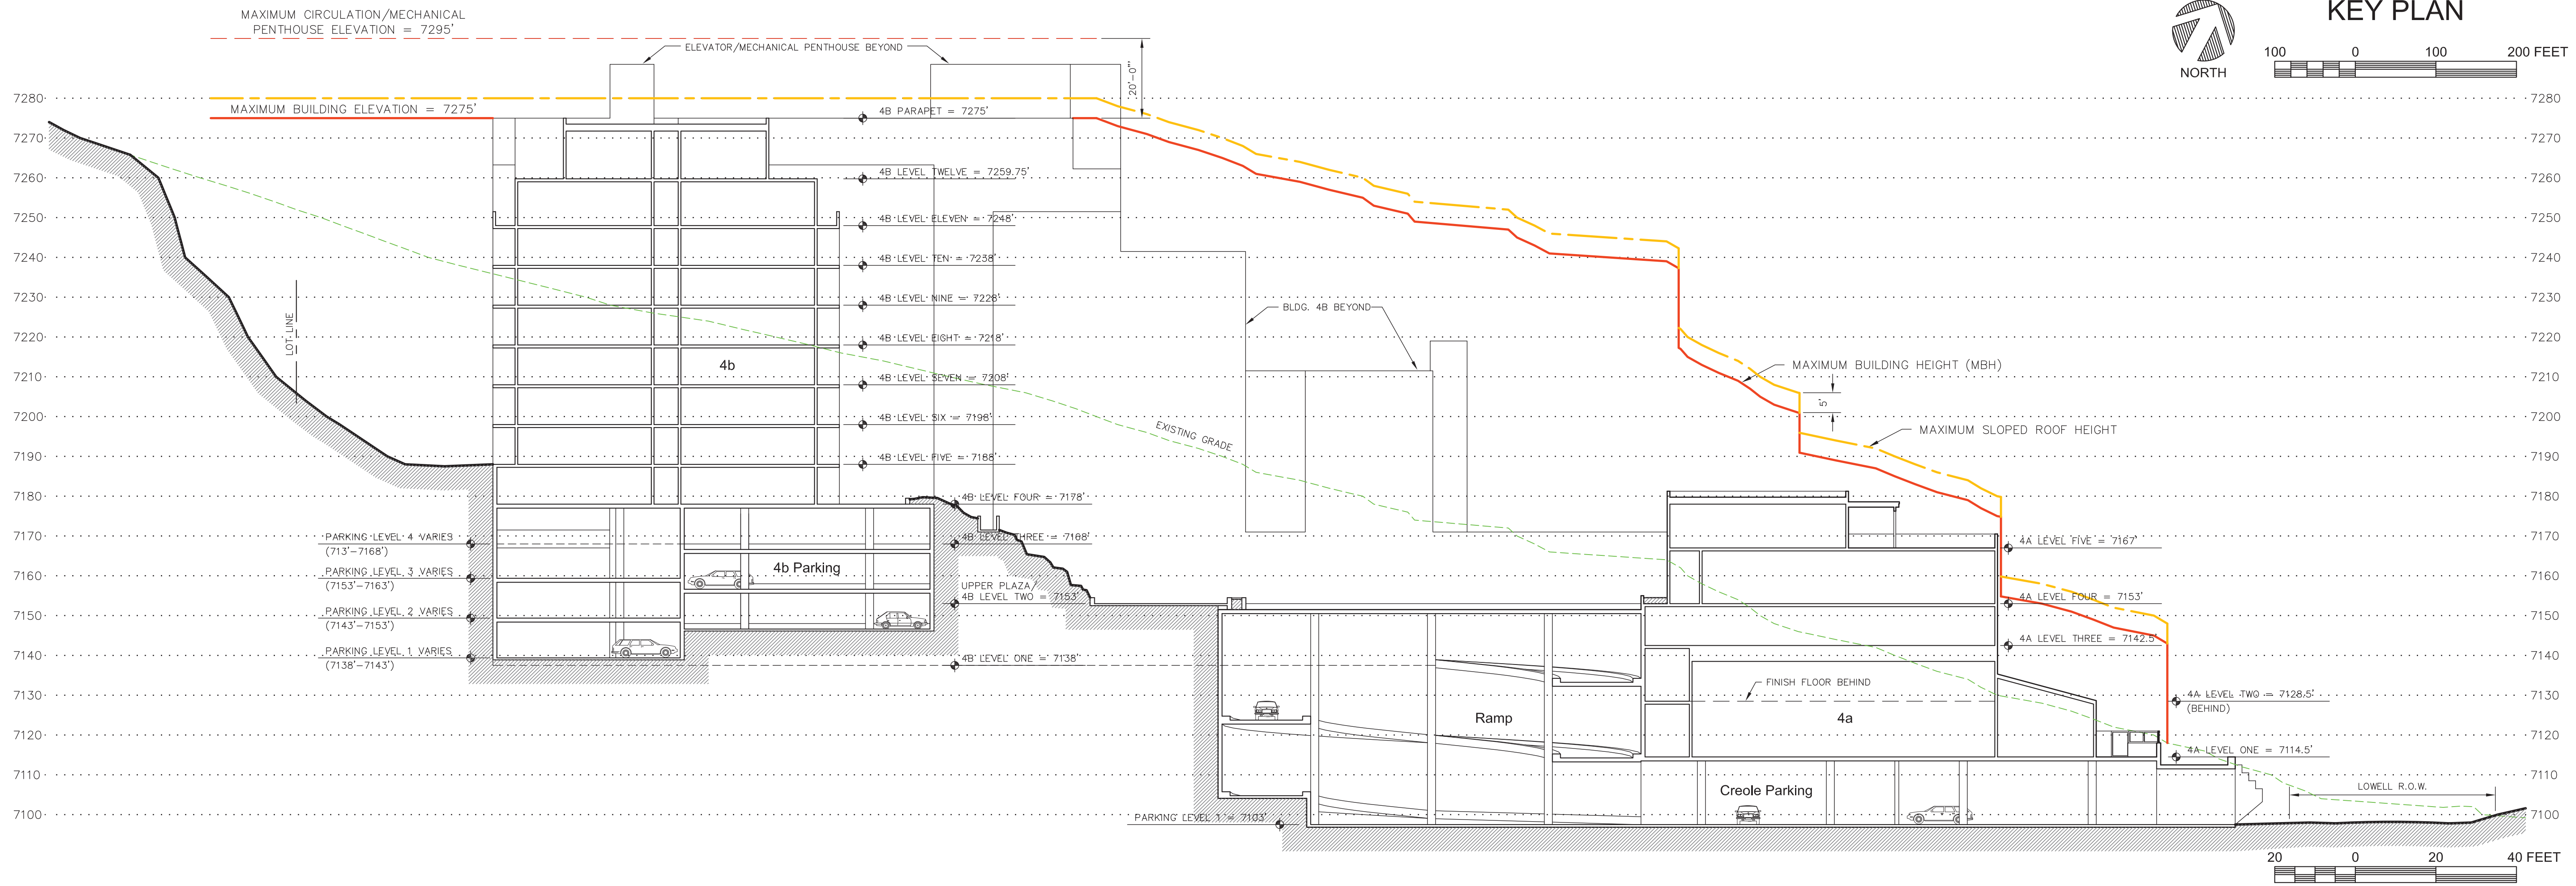 MAXIMUM CIRCULATION/MECHANICAL
PENTHOUSE ELEVATION = 7295'
ELEVATOR/MECHANICAL PENTHOUSE BEYOND
20'-0"
NORTH
KEY PLAN
100 0 100 200 FEET
7280
7280
MAXIMUM BUILDING ELEVATION = 7275'
4B PARAPET = 7275'
7270
7270
4B LEVEL TWELVE = 7259.75'
7260
7260
4B LEVEL ELEVEN = 7248'
7250
7250
4B LEVEL TEN = 7238'
7240
7240
4B LEVEL NINE = 7228'
7230
7230
LOT LINE
BLDG. 4B BEYOND
4B LEVEL EIGHT = 7218'
7220
7220
4b
MAXIMUM BUILDING HEIGHT (MBH)
4B LEVEL SEVEN = 7208'
7210
7210
5'
4B LEVEL SIX = 7198'
7200
7200
EXISTING GRADE
MAXIMUM SLOPED ROOF HEIGHT
4B LEVEL FIVE = 7188'
7190
7190
4B LEVEL FOUR = 7178'
7180
7180
PARKING LEVEL 4 VARIES
(713'-7168')
4B LEVEL THREE = 7168'
4A LEVEL FIVE = 7167'
7170
7170
PARKING LEVEL 3 VARIES
(7153'-7163')
4b Parking
7160
7160
UPPER PLAZA/
4B LEVEL TWO = 7153'
4A LEVEL FOUR = 7153'
PARKING LEVEL 2 VARIES
(7143'-7153')
7150
7150
4A LEVEL THREE = 7142.5'
PARKING LEVEL 1 VARIES
(7138'-7143')
4B LEVEL ONE = 7138'
7140
7140
FINISH FLOOR BEHIND
7130
7130
4A LEVEL TWO = 7128.5'
(BEHIND)
Ramp
4a
7120
7120
4A LEVEL ONE = 7114.5'
7110
7110
Creole Parking
LOWELL R.O.W.
7100
7100
PARKING LEVEL 1 = 7103'
20 0 20 40 FEET